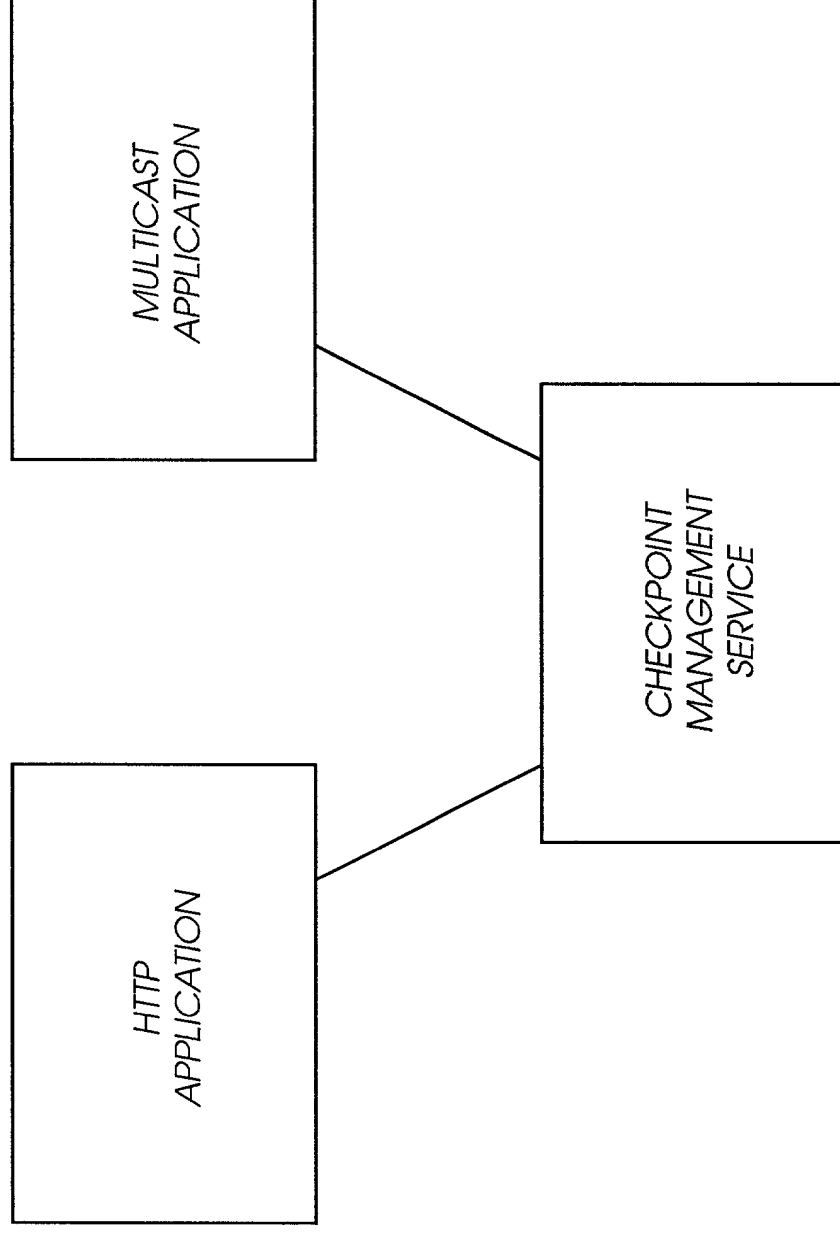 HTTP
APPLICATION
MULTICAST
APPLICATION
CHECKPOINT
MANAGEMENT
SERVICE